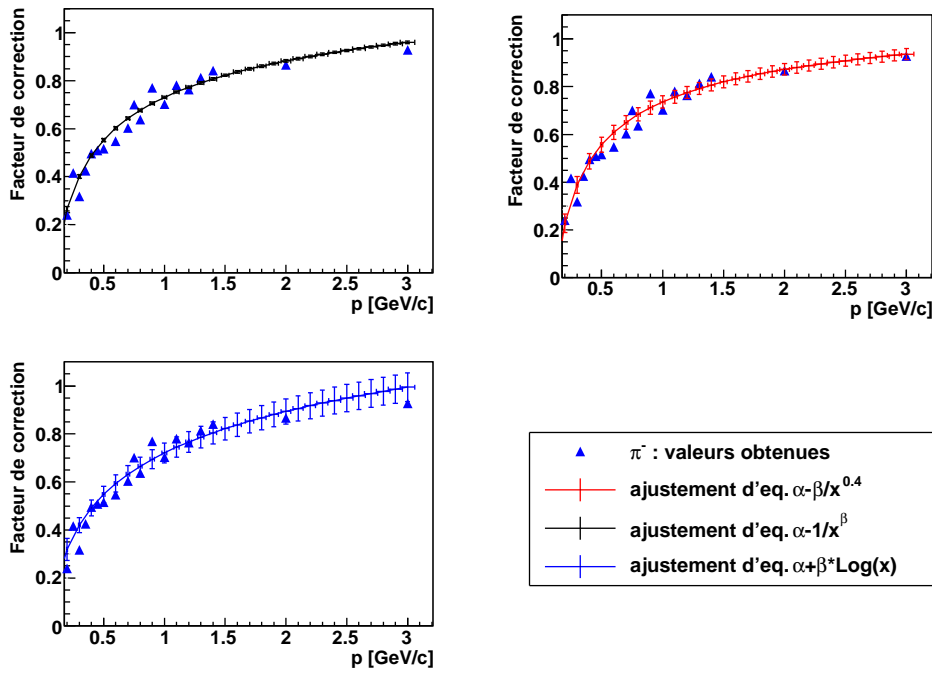 Facteur de correction
1
0.8
0.6
0.4
0.2
0
0.5 1 1.5 2 2.5 3
p [GeV/c]
Facteur de correction
1
0.8
0.6
0.4
0.2
0
0.5 1 1.5 2 2.5 3
p [GeV/c]
Facteur de correction
1
0.8
0.6
0.4
0.2
0
0.5 1 1.5 2 2.5 3
p [GeV/c]
π⁻ : valeurs obtenues
ajustement d'eq. α-β/x^0.4
ajustement d'eq. α-1/x^β
ajustement d'eq. α+β*Log(x)